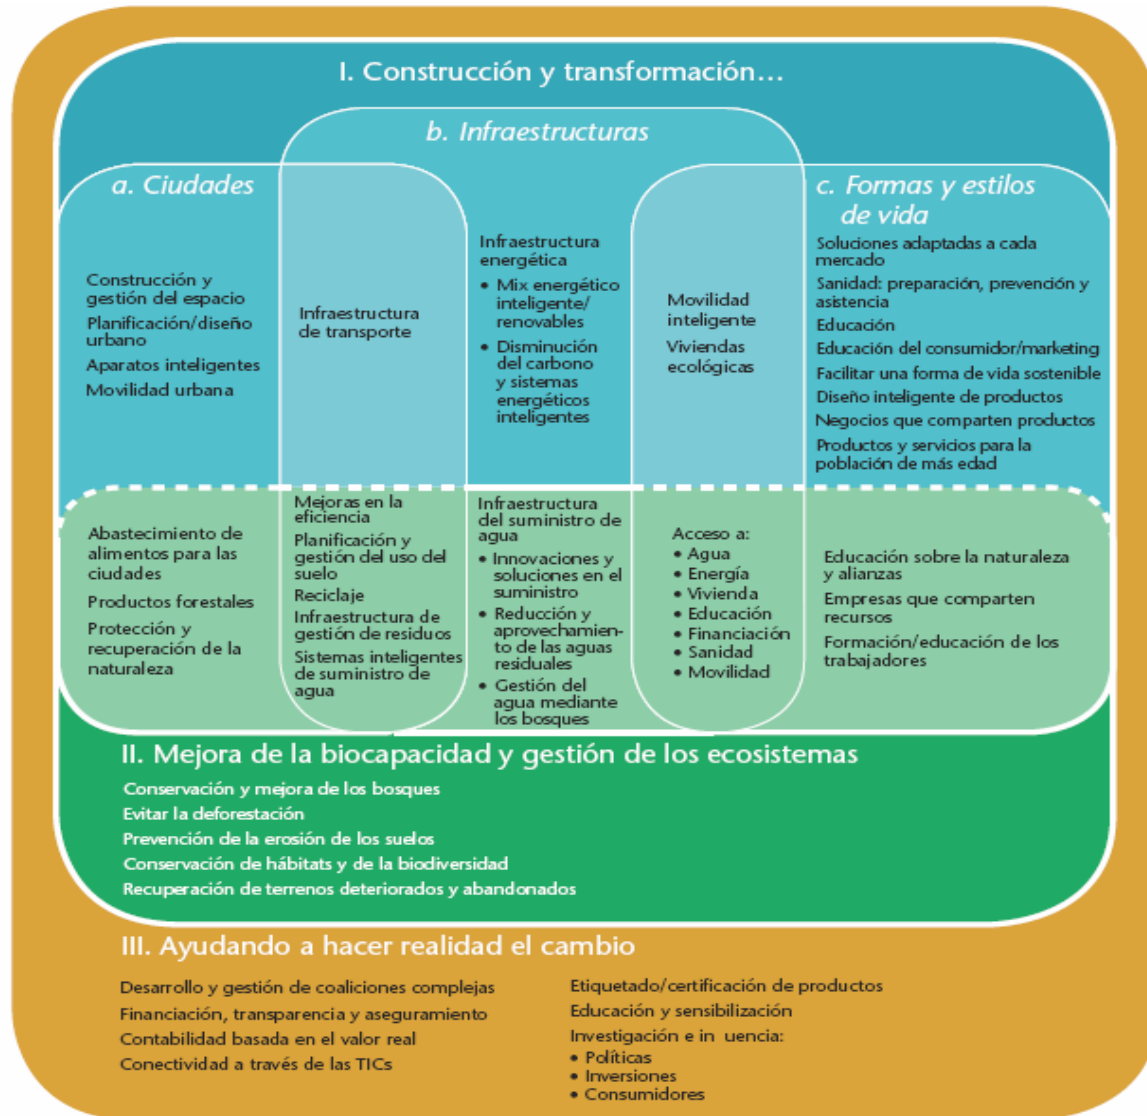 I. Construcción y transformación...
b. Infraestructuras
a. Ciudades
c. Formas y estilos
de vida
Construcción y
gestión del espacio
Planificación/diseño
urbano
Aparatos inteligentes
Movilidad urbana
Infraestructura
de transporte
Infraestructura
energética
• Mix energético
inteligente/
renovables
• Disminución
del carbono
y sistemas
energéticos
inteligentes
Movilidad
inteligente
Viviendas
ecológicas
Soluciones adaptadas a cada
mercado
Sanidad: preparación, prevención y
asistencia
Educación
Educación del consumidor/marketing
Facilitar una forma de vida sostenible
Diseño inteligente de productos
Negocios que comparten productos
Productos y servicios para la
población de más edad
Abastecimiento de
alimentos para las
ciudades
Productos forestales
Protección y
recuperación de la
naturaleza
Mejoras en la
eficiencia
Planificación y
gestión del uso del
suelo
Reciclaje
Infraestructura de
gestión de residuos
Sistemas inteligentes
de suministro de
agua
Infraestructura
del suministro de
agua
• Innovaciones y
soluciones en el
suministro
• Reducción y
aprovechamien-
to de las aguas
residuales
• Gestión del
agua mediante
los bosques
Acceso a:
• Agua
• Energía
• Vivienda
• Educación
• Financiación
• Sanidad
• Movilidad
Educación sobre la naturaleza
y alianzas
Empresas que comparten
recursos
Formación/educación de los
trabajadores
II. Mejora de la biocapacidad y gestión de los ecosistemas
Conservación y mejora de los bosques
Evitar la deforestación
Prevención de la erosión de los suelos
Conservación de hábitats y de la biodiversidad
Recuperación de terrenos deteriorados y abandonados
III. Ayudando a hacer realidad el cambio
Desarrollo y gestión de coaliciones complejas
Financiación, transparencia y aseguramiento
Contabilidad basada en el valor real
Conectividad a través de las TICs
Etiquetado/certificación de productos
Educación y sensibilización
Investigación e in uencia:
• Políticas
• Inversiones
• Consumidores